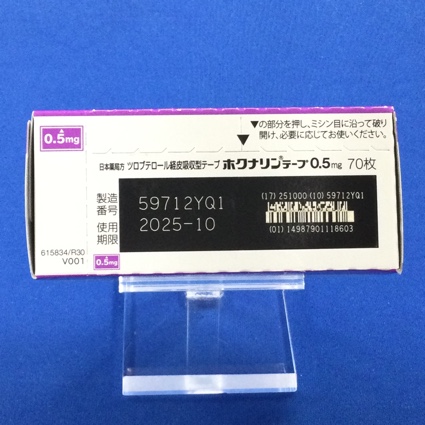 0.5mg
▼の部分を押し、ミシン目に沿って破り
開け、必要に応じてお使いください。
日本薬局方 ツロブテロール経皮吸収型テープ ホクナリン®テープ0.5mg 70枚
製造番号 59712YQ1
使用期限 2025-10
(17) 251000 (10) 59712YQ1
(01) 14987901118603
615834/R30
V001
0.5mg